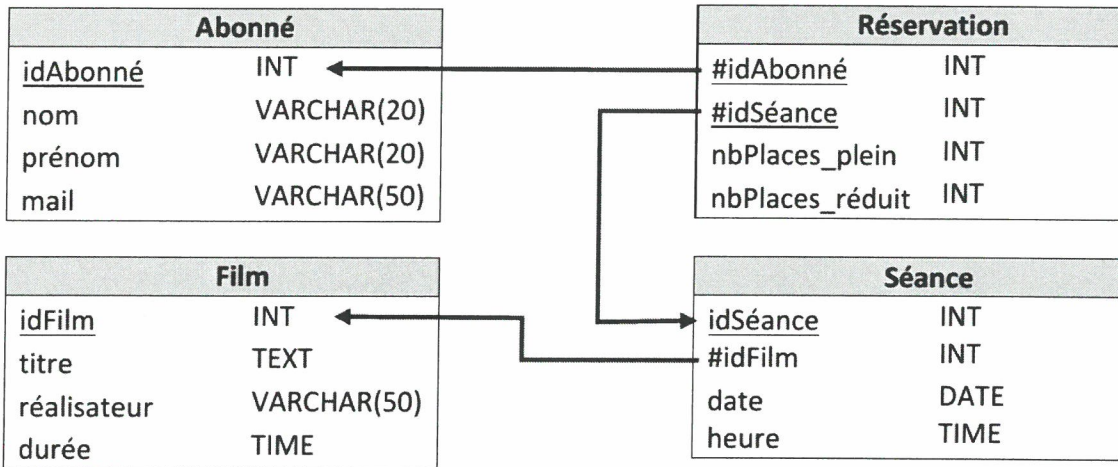 Abonné
idAbonné INT
nom VARCHAR(20)
prénom VARCHAR(20)
mail VARCHAR(50)
Réservation
#idAbonné INT
#idSéance INT
nbPlaces_plein INT
nbPlaces_réduit INT
Film
idFilm INT
titre TEXT
réalisateur VARCHAR(50)
durée TIME
Séance
idSéance INT
#idFilm INT
date DATE
heure TIME